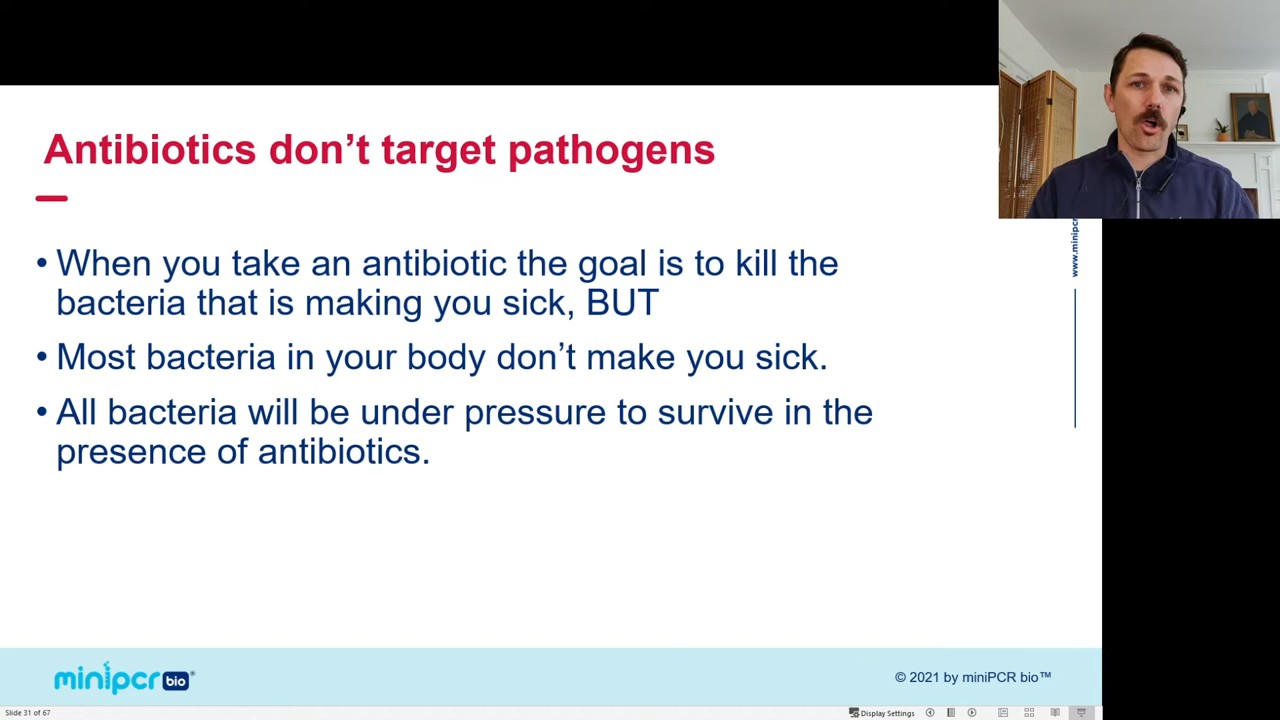 Antibiotics don’t target pathogens
• When you take an antibiotic the goal is to kill the
bacteria that is making you sick, BUT
• Most bacteria in your body don’t make you sick.
• All bacteria will be under pressure to survive in the
presence of antibiotics.
www.minipcr
minipcr bio®
© 2021 by miniPCR bio™
Slide 31 of 67
Display Settings